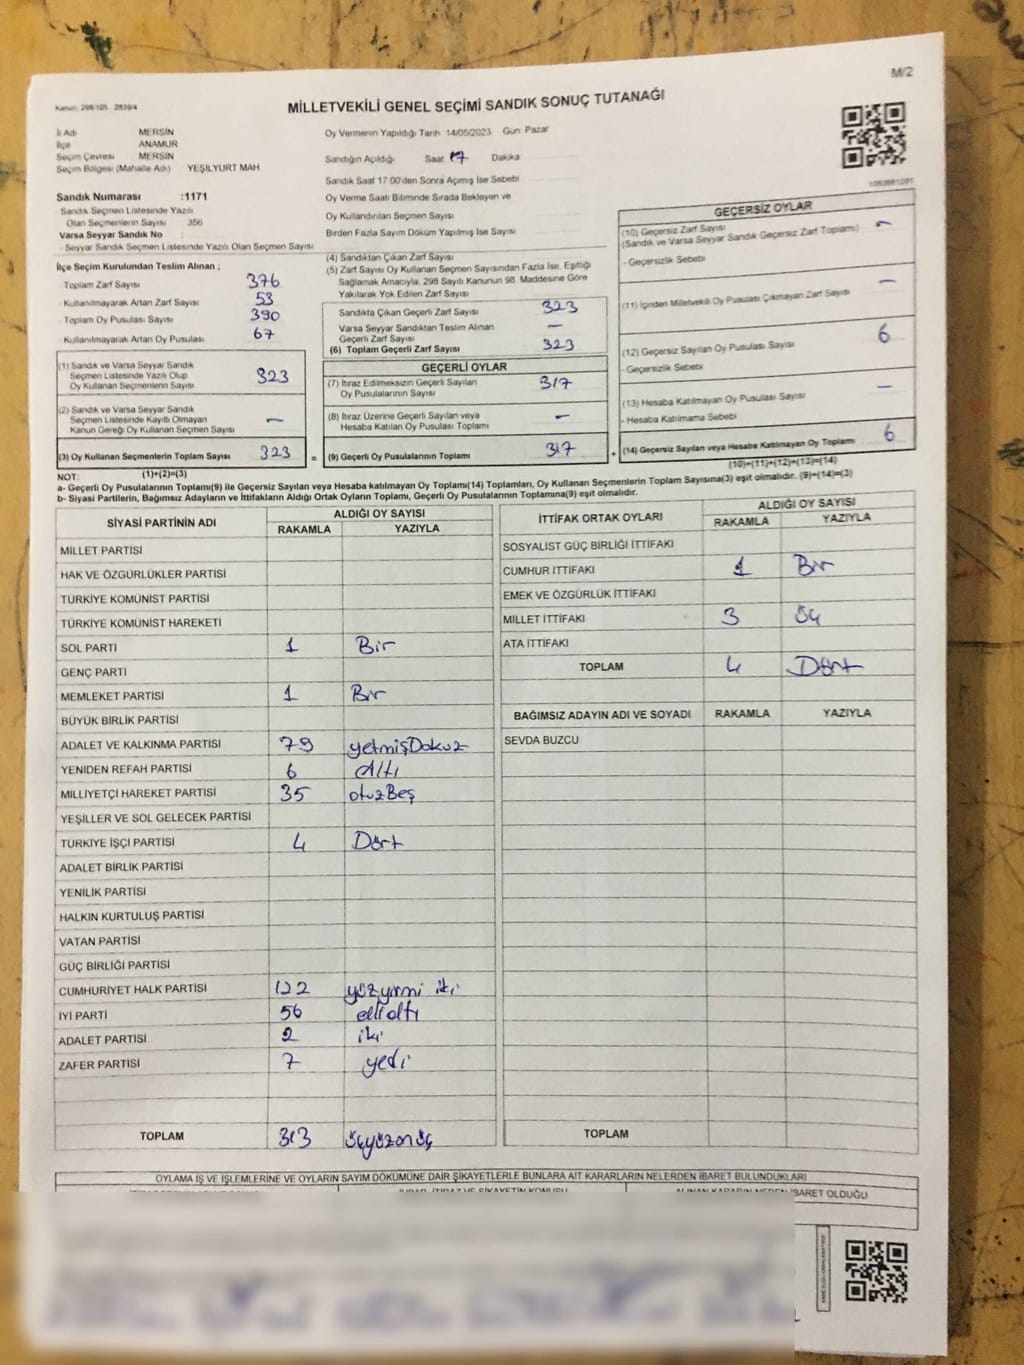 M/2
Kanun: 298/105 2839/4
MİLLETVEKİLİ GENEL SEÇİMİ SANDIK SONUÇ TUTANAĞI
İl Adı MERSİN
İlçe ANAMUR
Seçim Çevresi MERSİN
Seçim Bölgesi (Mahalle Adı) YEŞİLYURT MAH
Sandık Numarası :1171
Sandık Seçmen Listesinde Yazılı
Olan Seçmenlerin Sayısı 356
Varsa Seyyar Sandık No :
- Seyyar Sandık Seçmen Listesinde Yazılı Olan Seçmen Sayısı
Oy Vermenin Yapıldığı Tarih 14/05/2023 Gün Pazar
Sandığın Açıldığı Saat 17 Dakika
Sandık Saat 17:00'den Sonra Açımış İse Sebebi
Oy Verme Saati Bitiminde Sırada Bekleyen ve
Oy Kullandırılan Seçmen Sayısı
Birden Fazla Sayım Döküm Yapılmış İse Sayısı
İlçe Seçim Kurulundan Teslim Alınan ;
- Toplam Zarf Sayısı 376
- Kullanılmayarak Artan Zarf Sayısı 53
- Toplam Oy Pusulası Sayısı 390
- Kullanılmayarak Artan Oy Pusulası 67
(1) Sandık ve Varsa Seyyar Sandık
Seçmen Listesinde Yazılı Olup
Oy Kullanan Seçmenlerin Sayısı 323
(2) Sandık ve Varsa Seyyar Sandık
Seçmen Listesinde Kayıtlı Olmayan
Kanun Gereği Oy Kullanan Seçmen Sayısı —
(3) Oy Kullanan Seçmenlerin Toplam Sayısı 323 =
(4) Sandıktan Çıkan Zarf Sayısı
(5) Zarf Sayısı Oy Kullanan Seçmen Sayısından Fazla İse, Eşitliği
Sağlamak Amacıyla, 298 Sayılı Kanunun 98. Maddesine Göre
Yakılarak Yok Edilen Zarf Sayısı
Sandıkta Çıkan Geçerli Zarf Sayısı 323
Varsa Seyyar Sandıktan Teslim Alınan
Geçerli Zarf Sayısı —
(6) Toplam Geçerli Zarf Sayısı 323
GEÇERLİ OYLAR
(7) İtiraz Edilmeksizin Geçerli Sayılan
Oy Pusulalarının Sayısı 317
(8) İtiraz Üzerine Geçerli Sayılan veya
Hesaba Katılan Oy Pusulası Toplamı —
(9) Geçerli Oy Pusulalarının Toplamı 317 +
1083681291
GEÇERSİZ OYLAR
(10) Geçersiz Zarf Sayısı —
(Sandık ve Varsa Seyyar Sandık Geçersiz Zarf Toplamı)
- Geçersizlik Sebebi
(11) İçinden Milletvekili Oy Pusulası Çıkmayan Zarf Sayısı —
(12) Geçersiz Sayılan Oy Pusulası Sayısı 6
- Geçersizlik Sebebi
(13) Hesaba Katılmayan Oy Pusulası Sayısı —
- Hesaba Katılmama Sebebi
(14) Geçersiz Sayılan veya Hesaba Katılmayan Oy Toplamı 6
NOT: (1)+(2)=(3) (10)+(11)+(12)+(13)=(14)
a- Geçerli Oy Pusulalarının Toplamı(9) ile Geçersiz Sayılan veya Hesaba katılmayan Oy Toplamı(14) Toplamları, Oy Kullanan Seçmenlerin Toplam Sayısına(3) eşit olmalıdır. (9)+(14)=(3)
b- Siyasi Partilerin, Bağımsız Adayların ve İttifakların Aldığı Ortak Oyların Toplamı, Geçerli Oy Pusulalarının Toplamına(9) eşit olmalıdır.
SİYASİ PARTİNİN ADI ALDIĞI OY SAYISI
RAKAMLA YAZIYLA
MİLLET PARTİSİ
HAK VE ÖZGÜRLÜKLER PARTİSİ
TÜRKİYE KOMÜNİST PARTİSİ
TÜRKİYE KOMÜNİST HAREKETİ
SOL PARTİ 1 Bir
GENÇ PARTİ
MEMLEKET PARTİSİ 1 Bir
BÜYÜK BİRLİK PARTİSİ
ADALET VE KALKINMA PARTİSİ 79 yetmişDokuz
YENİDEN REFAH PARTİSİ 6 Altı
MİLLİYETÇİ HAREKET PARTİSİ 35 otuzBeş
YEŞİLLER VE SOL GELECEK PARTİSİ
TÜRKİYE İŞÇİ PARTİSİ 4 Dört
ADALET BİRLİK PARTİSİ
YENİLİK PARTİSİ
HALKIN KURTULUŞ PARTİSİ
VATAN PARTİSİ
GÜÇ BİRLİĞİ PARTİSİ
CUMHURİYET HALK PARTİSİ 122 yüzyirmi iki
İYİ PARTİ 56 ellialtı
ADALET PARTİSİ 2 iki
ZAFER PARTİSİ 7 yedi
TOPLAM 313 üçyüzonüç
İTTİFAK ORTAK OYLARI ALDIĞI OY SAYISI
RAKAMLA YAZIYLA
SOSYALİST GÜÇ BİRLİĞİ İTTİFAKI
CUMHUR İTTİFAKI 1 Bir
EMEK VE ÖZGÜRLÜK İTTİFAKI
MİLLET İTTİFAKI 3 üç
ATA İTTİFAKI
TOPLAM 4 Dört
BAĞIMSIZ ADAYIN ADI VE SOYADI RAKAMLA YAZIYLA
SEVDA BUZCU
TOPLAM
OYLAMA İŞ VE İŞLEMLERİNE VE OYLARIN SAYIM DÖKÜMÜNE DAİR ŞİKAYETLERLE BUNLARA AİT KARARLARIN NELERDEN İBARET BULUNDUKLARI
İBARET OLDUĞU